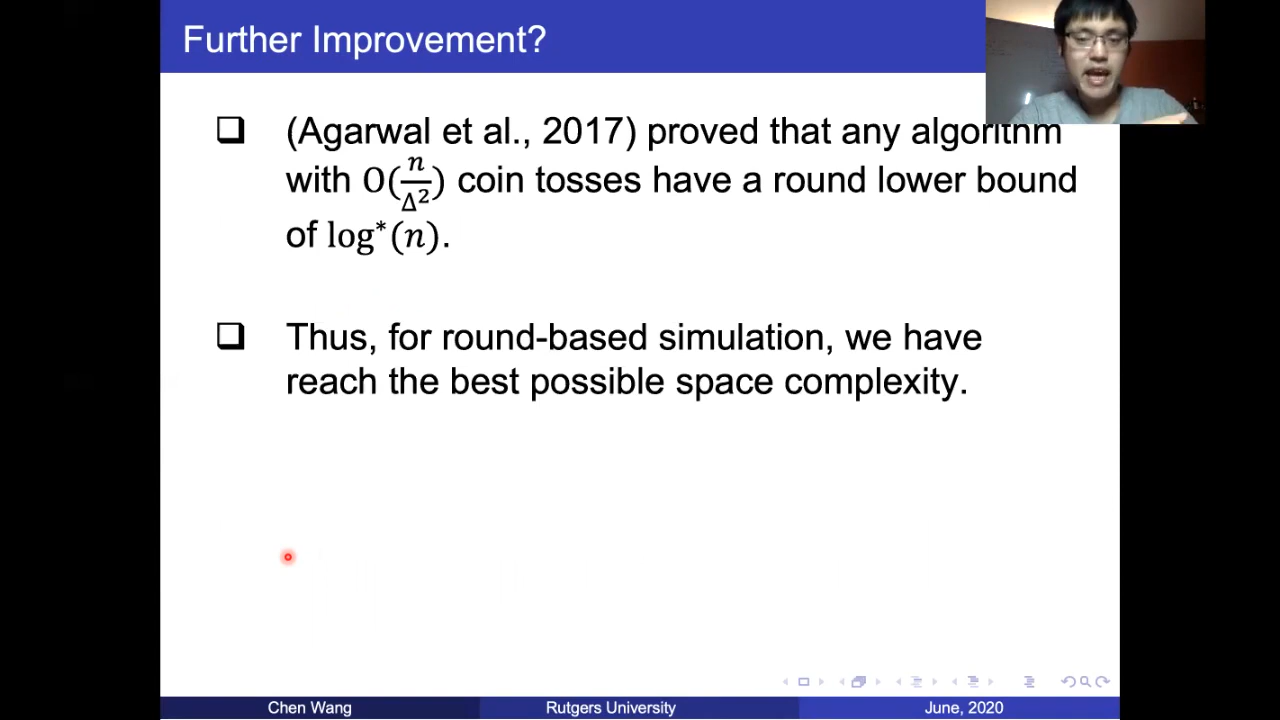 Further Improvement?
❑ (Agarwal et al., 2017) proved that any algorithm
with O(n/Δ²) coin tosses have a round lower bound
of log*(n).
❑ Thus, for round-based simulation, we have
reach the best possible space complexity.
Chen Wang
Rutgers University
June, 2020